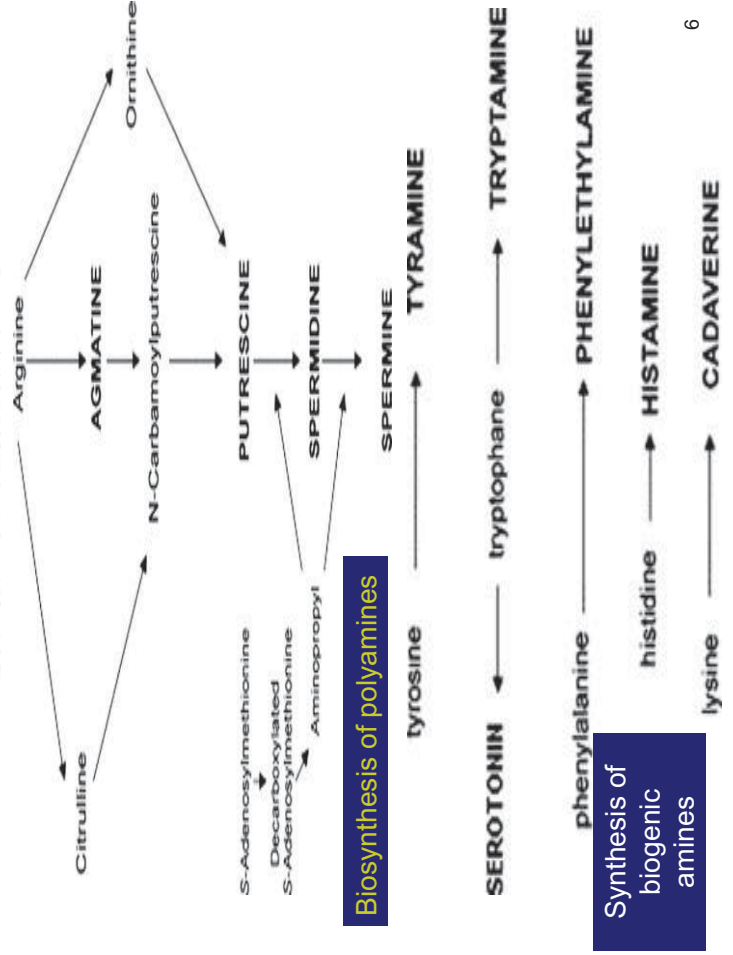 Arginine
Ornithine
Citrulline
AGMATINE
N-Carbamoylputrescine
PUTRESCINE
S-Adenosylmethionine
Decarboxylated
S-Adenosylmethionine
Aminopropyl
SPERMIDINE
SPERMINE
Biosynthesis of polyamines
tyrosine
TYRAMINE
SEROTONIN
tryptophane
TRYPTAMINE
phenylalanine
PHENYLETHYLAMINE
histidine
HISTAMINE
lysine
CADAVERINE
Synthesis of
biogenic
amines
6